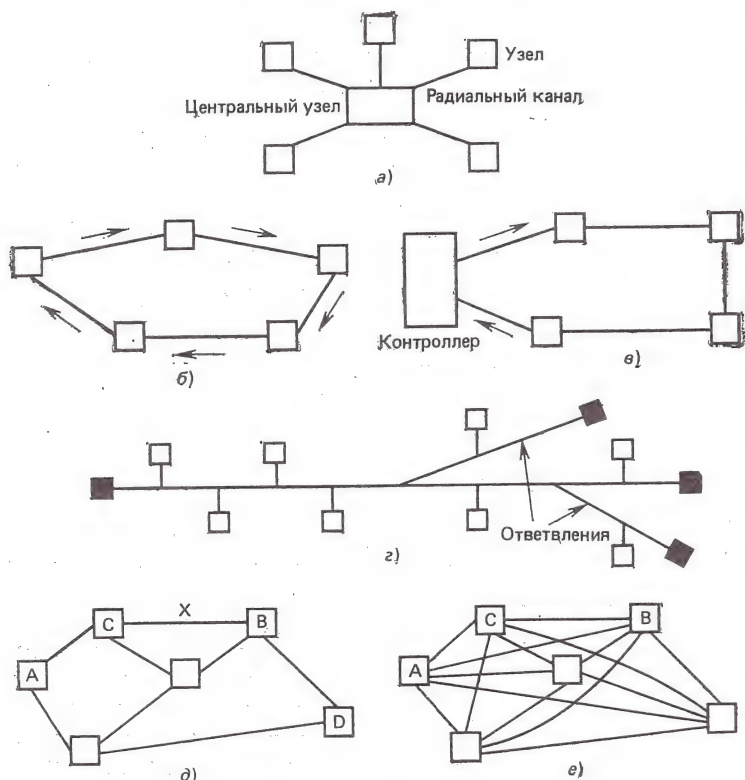 Узел
Центральный узел
Радиальный канал
а)
б)
Контроллер
в)
Ответвления
г)
X
C
B
A
D
д)
C
B
A
е)